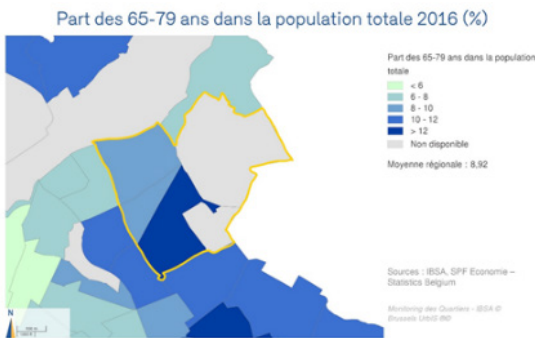 Part des 65-79 ans dans la population totale 2016 (%)
Part des 65-79 ans dans la population
totale
< 6
6 - 8
8 - 10
10 - 12
> 12
Non disponible
Moyenne régionale : 8,92
Sources : IBSA, SPF Economie –
Statistics Belgium
Monitoring des Quartiers - IBSA ©
Brussels UrbIS ®©
N